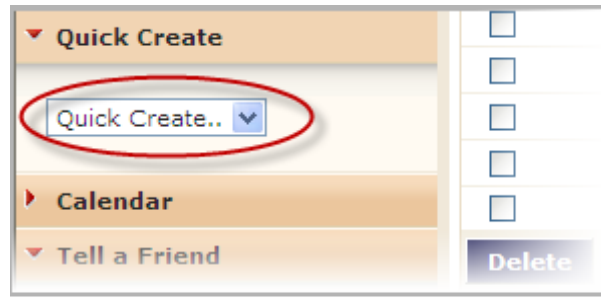 Quick Create
Quick Create..
Calendar
Tell a Friend
Delete